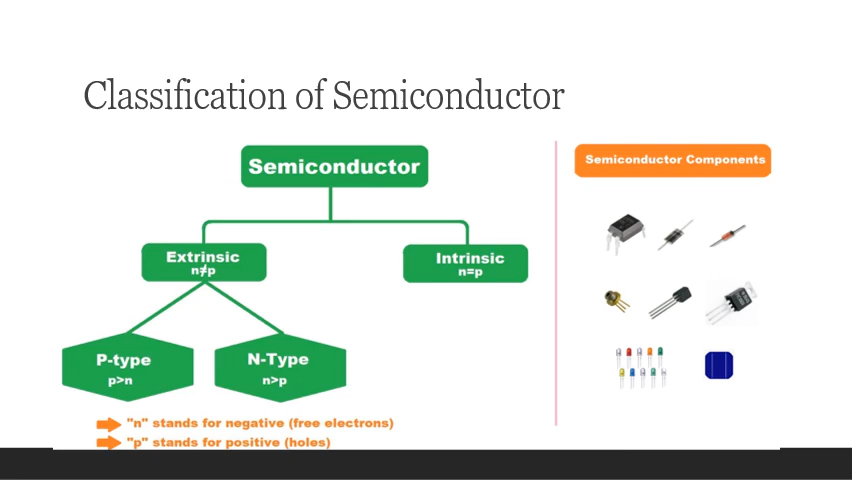 Classification of Semiconductor
Semiconductor
Semiconductor Components
Extrinsic
n≠p
Intrinsic
n=p
P-type
p>n
N-Type
n>p
"n" stands for negative (free electrons)
"p" stands for positive (holes)